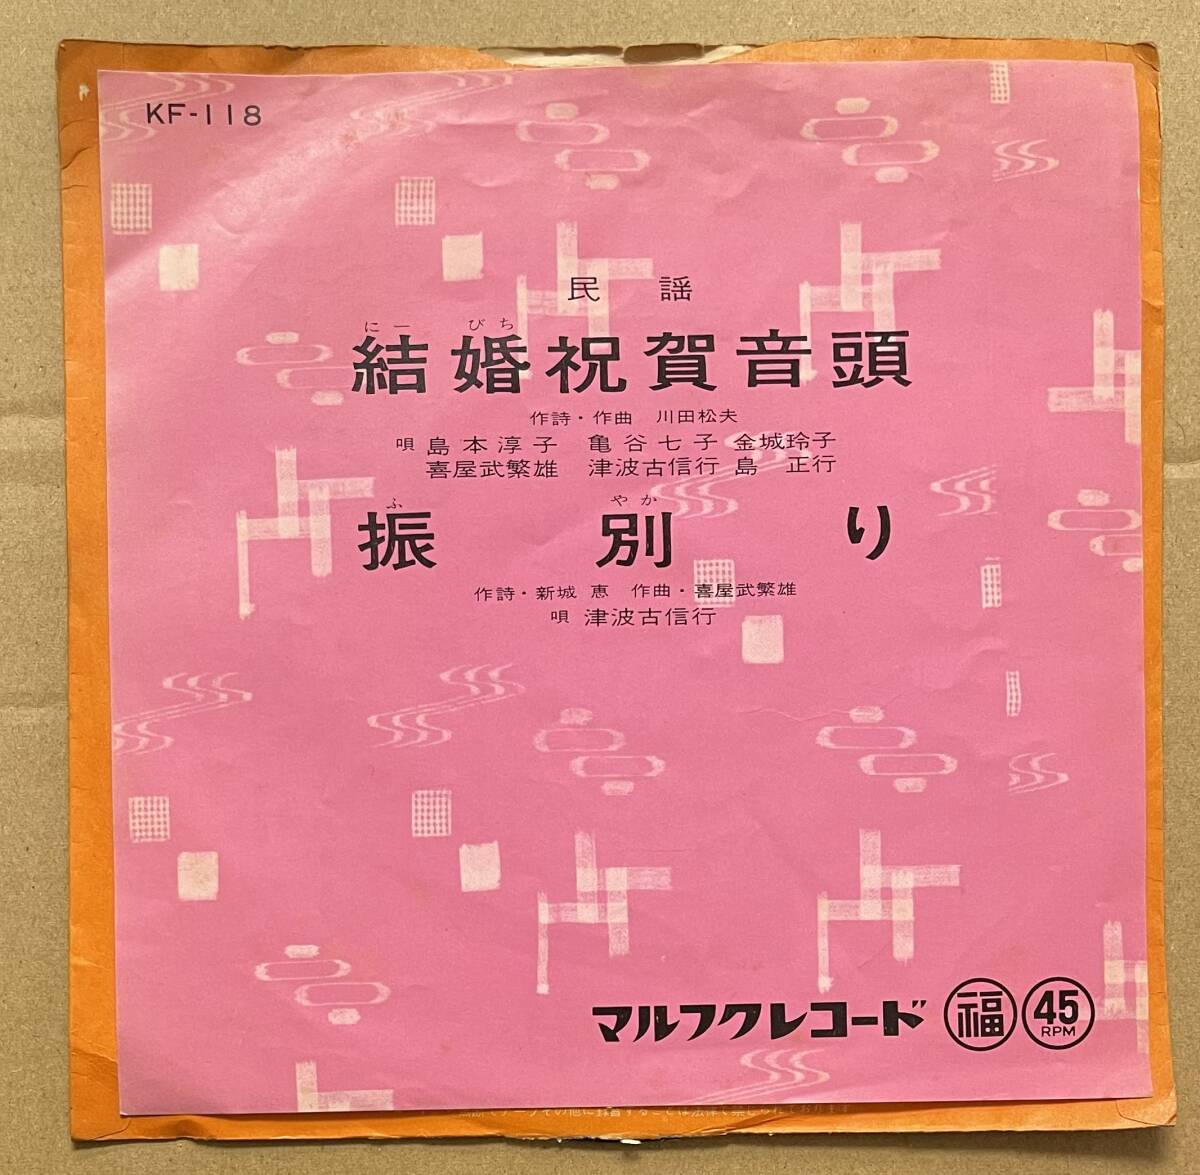 KF-118
民謡
にーびち
結婚祝賀音頭
作詩・作曲 川田松夫
唄 島本淳子 亀谷七子 金城玲子
喜屋武繁雄 津波古信行 島 正行
ふ やか
振別り
作詩・新城 恵 作曲・喜屋武繁雄
唄 津波古信行
マルフクレコード 福 45 RPM